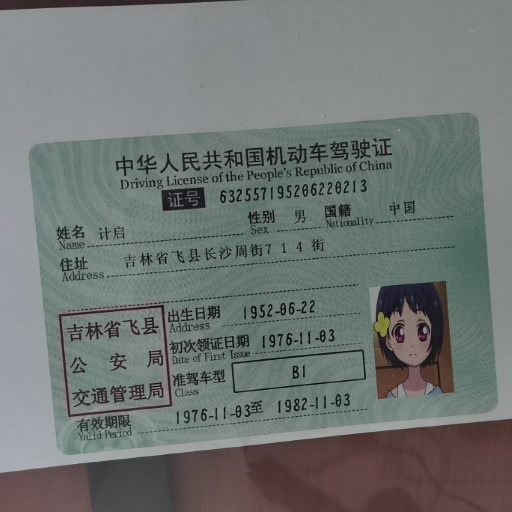 中华人民共和国机动车驾驶证
Driving License of the People's Republic of China
证号 632557195206220213
姓名 计启 性别 男 国籍 中国
Name Sex Nationality
住址 吉林省飞县长沙周街714 街
Address
吉林省飞县
公安局
交通管理局
出生日期 1952-06-22
Address
初次领证日期 1976-11-03
Date of First Issue
准驾车型 B1
Class
有效期限 1976-11-03至 1982-11-03
Valid Period